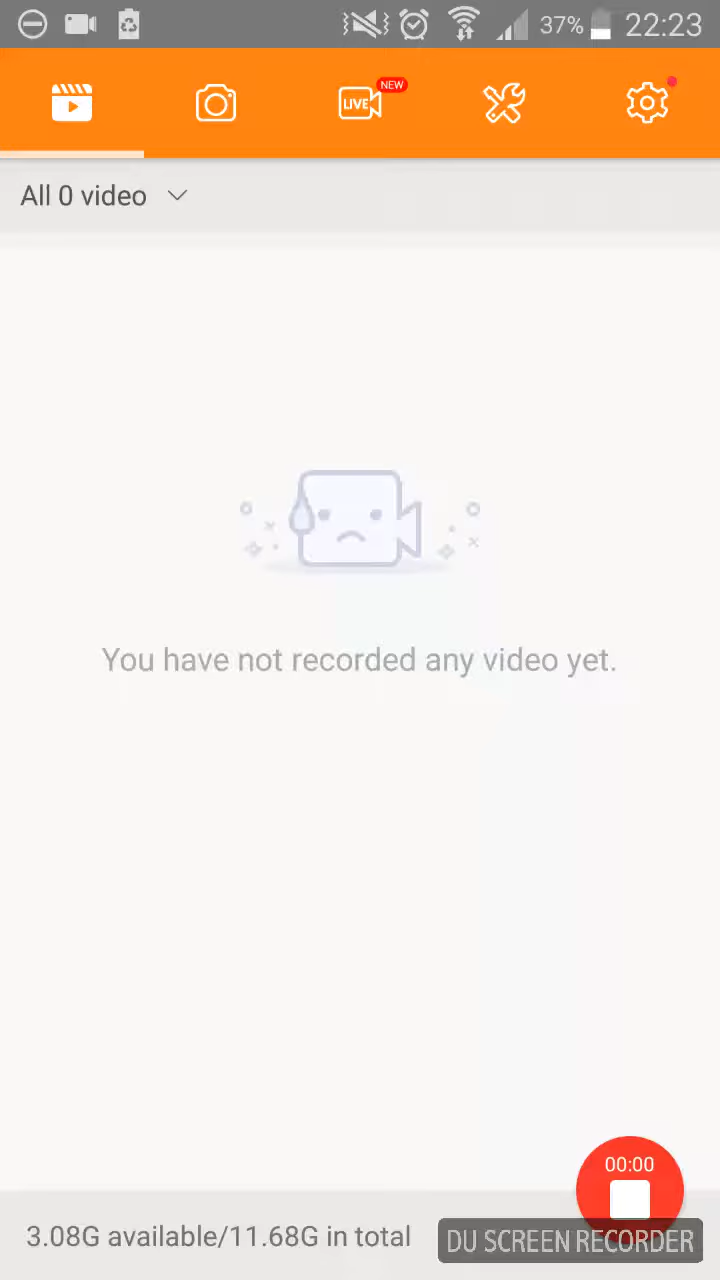 37% 22:23
LIVE NEW
All 0 video
You have not recorded any video yet.
00:00
3.08G available/11.68G in total
DU SCREEN RECORDER